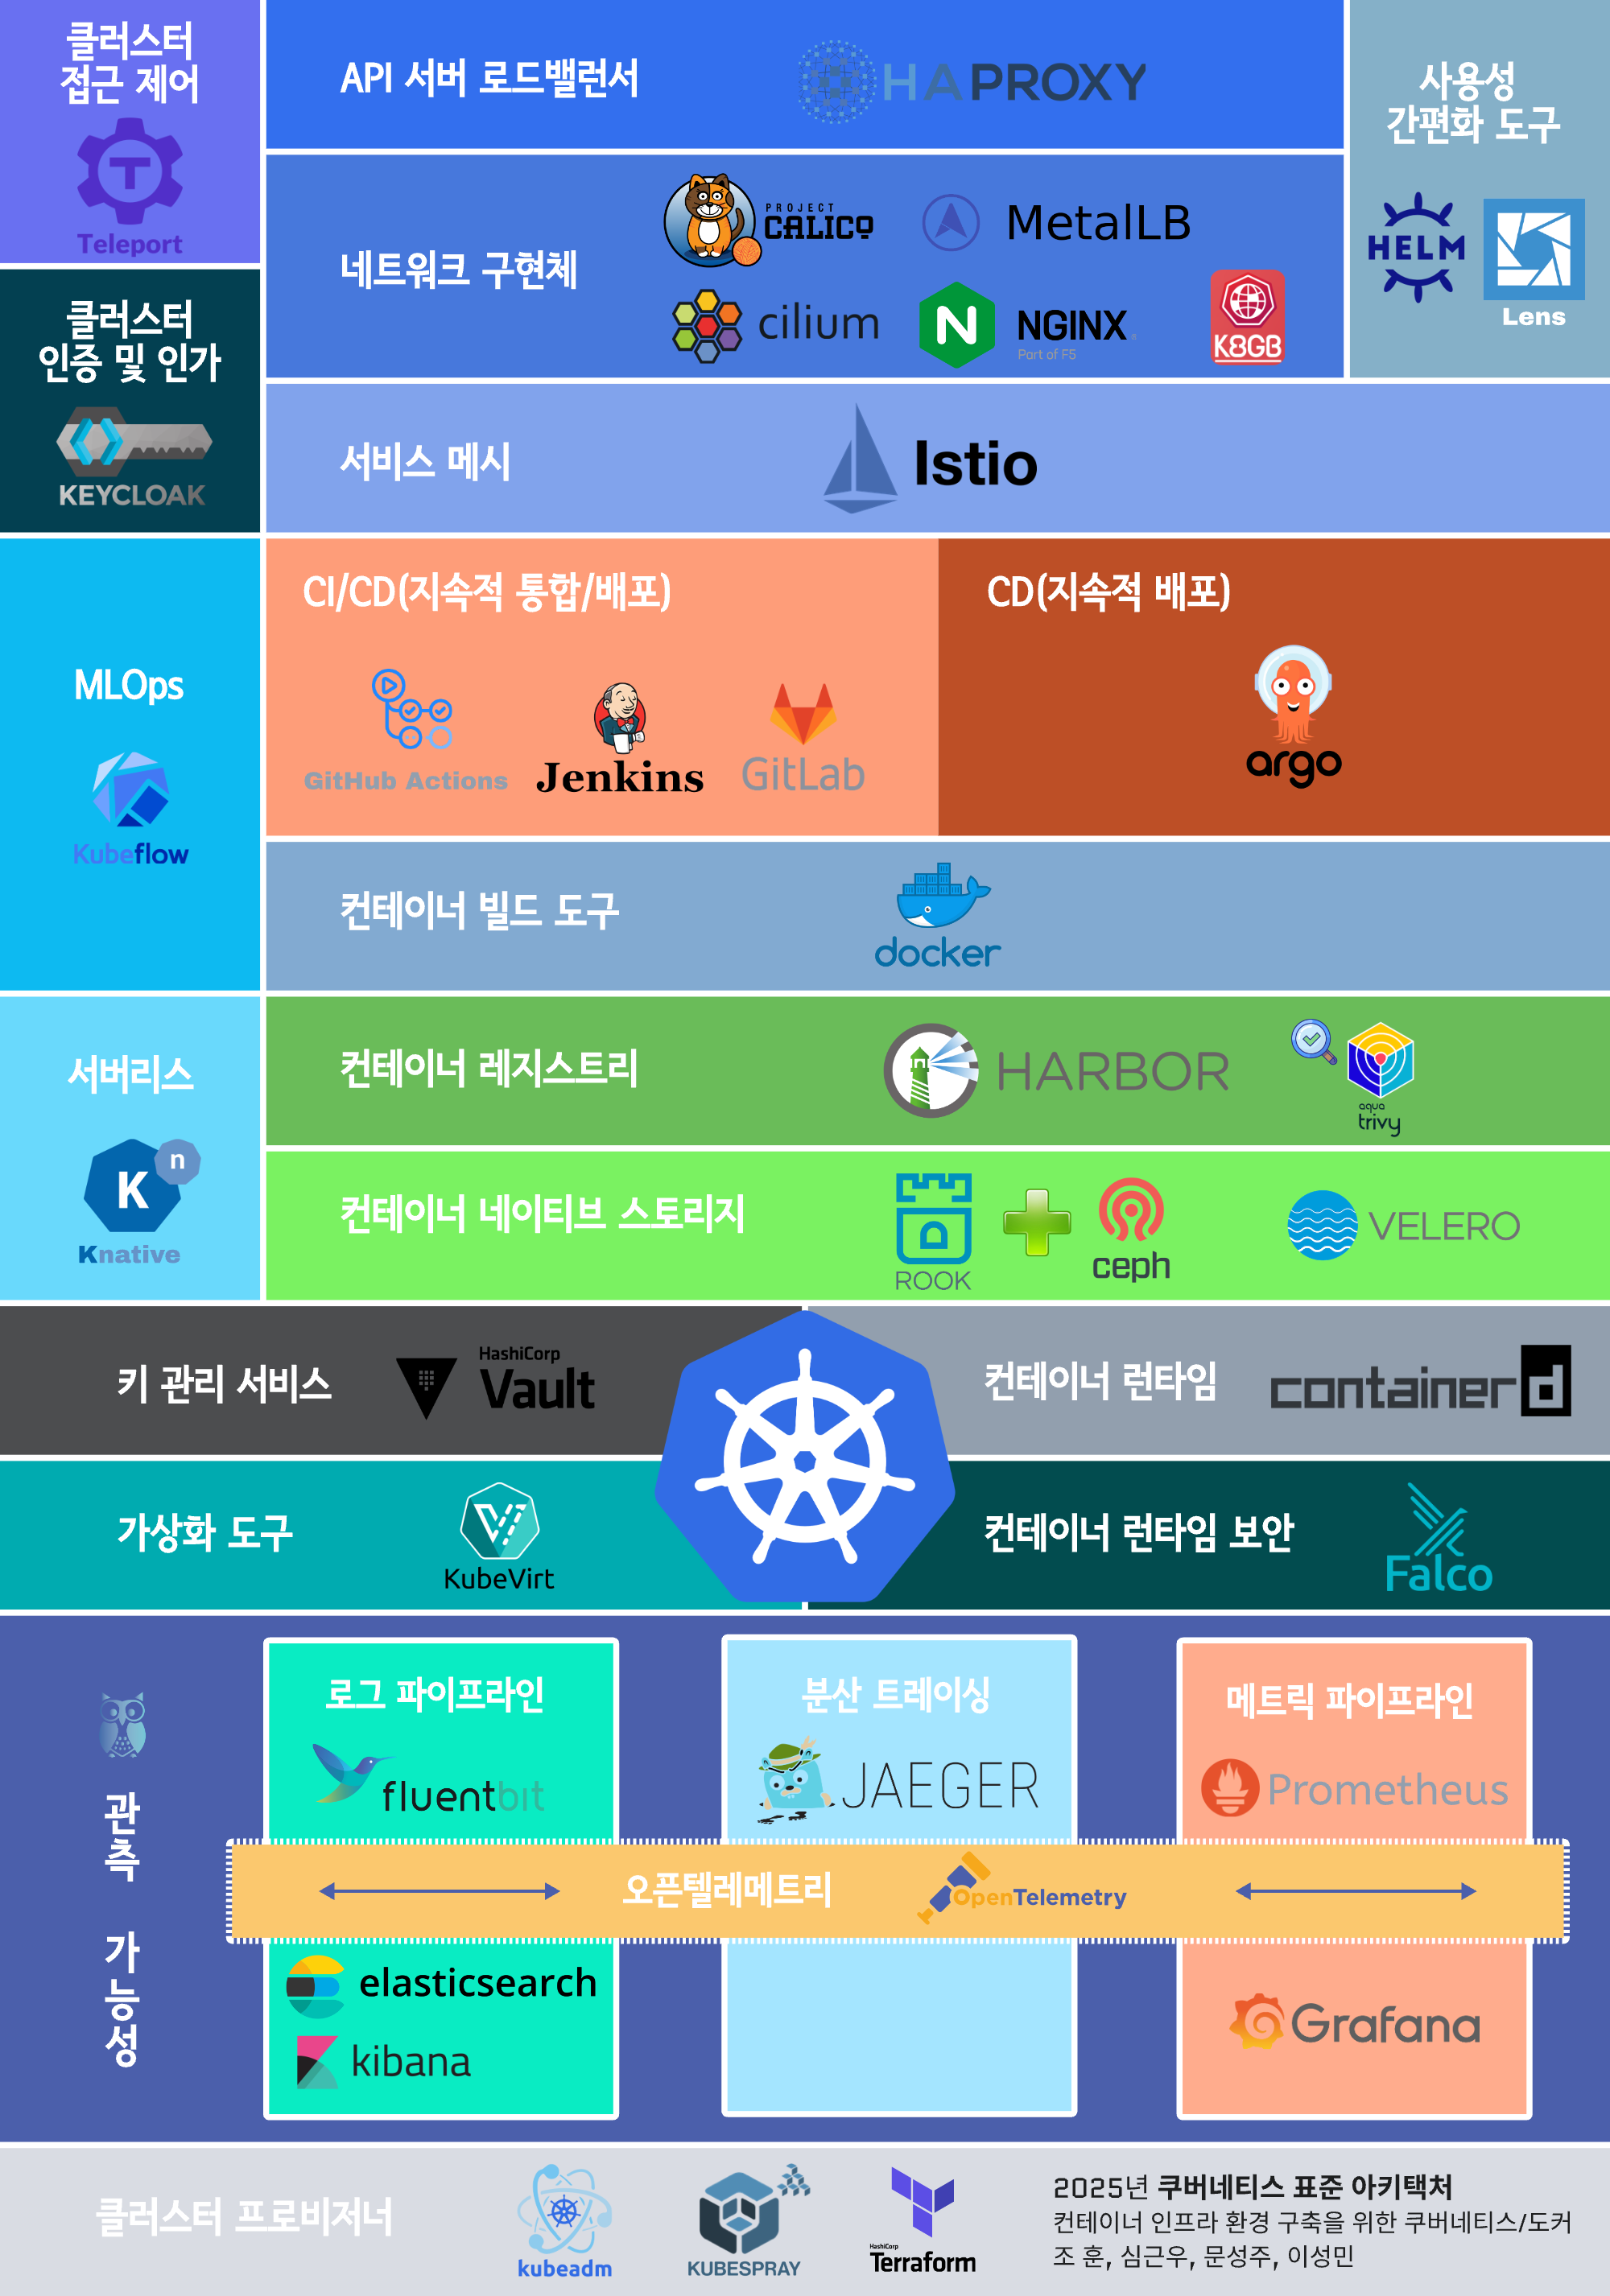 클러스터
접근 제어
Teleport
API 서버 로드밸런서
HAPROXY
사용성
간편화 도구
HELM
Lens
네트워크 구현체
PROJECT
CALICO
MetalLB
cilium
NGINX
Part of F5
K8GB
클러스터
인증 및 인가
KEYCLOAK
서비스 메시
Istio
MLOps
Kubeflow
CI/CD(지속적 통합/배포)
GitHub Actions
Jenkins
GitLab
CD(지속적 배포)
argo
컨테이너 빌드 도구
docker
서버리스
K
n
Knative
컨테이너 레지스트리
HARBOR
aqua
trivy
컨테이너 네이티브 스토리지
ROOK
ceph
VELERO
키 관리 서비스
HashiCorp
Vault
컨테이너 런타임
containerd
가상화 도구
KubeVirt
컨테이너 런타임 보안
Falco
관측 가능성
로그 파이프라인
fluentbit
분산 트레이싱
JAEGER
메트릭 파이프라인
Prometheus
오픈텔레메트리
OpenTelemetry
elasticsearch
kibana
Grafana
클러스터 프로비저너
kubeadm
KUBESPRAY
HashiCorp
Terraform
2025년 쿠버네티스 표준 아키택처
컨테이너 인프라 환경 구축을 위한 쿠버네티스/도커
조 훈, 심근우, 문성주, 이성민